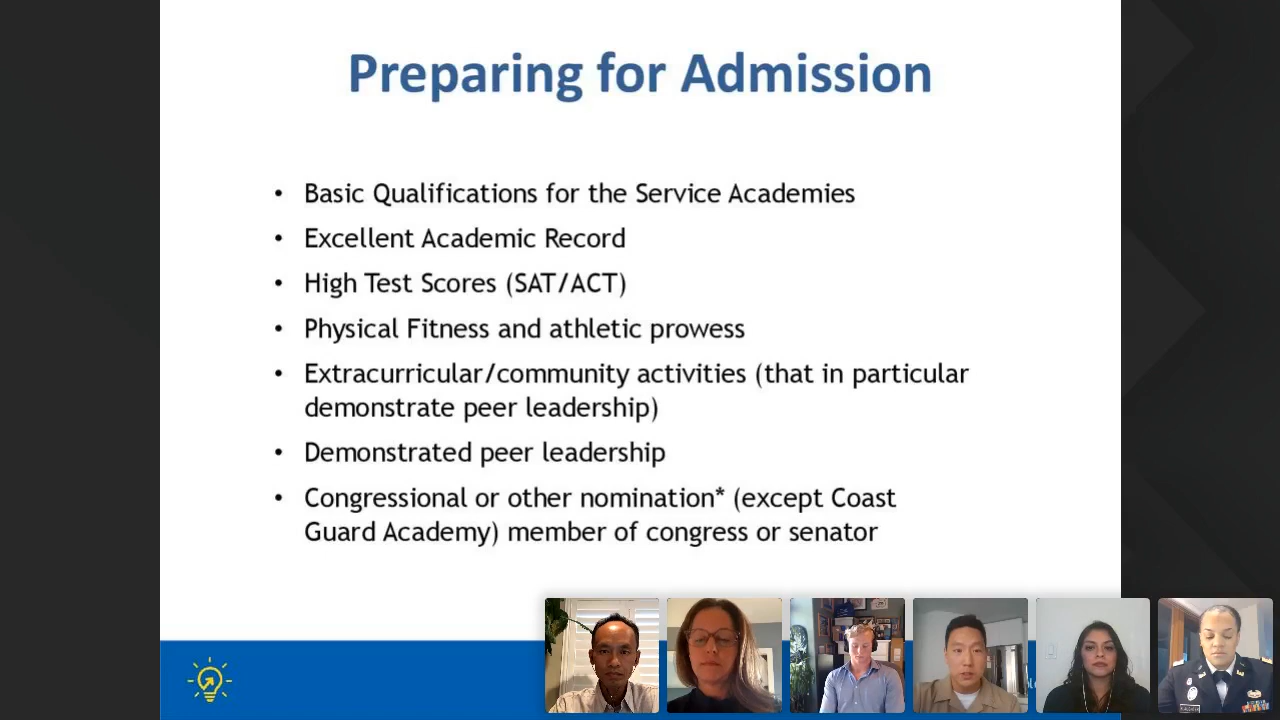 Preparing for Admission
• Basic Qualifications for the Service Academies
• Excellent Academic Record
• High Test Scores (SAT/ACT)
• Physical Fitness and athletic prowess
• Extracurricular/community activities (that in particular
demonstrate peer leadership)
• Demonstrated peer leadership
• Congressional or other nomination* (except Coast
Guard Academy) member of congress or senator